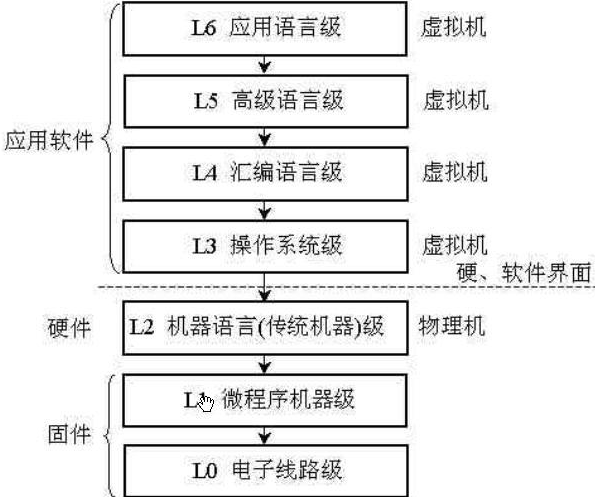 L6 应用语言级 虚拟机
L5 高级语言级 虚拟机
应用软件
L4 汇编语言级 虚拟机
L3 操作系统级 虚拟机
硬、软件界面
硬件 L2 机器语言(传统机器)级 物理机
微程序机器级
固件
L0 电子线路级